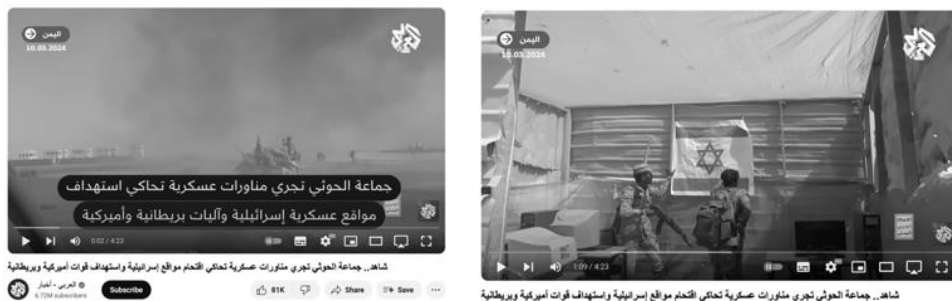 اليمن
10.03.2024
جماعة الحوثي تجري مناورات عسكرية تحاكي استهداف
مواقع عسكرية إسرائيلية وآليات بريطانية وأميركية
0:02 / 4:23
شاهد.. جماعة الحوثي تجري مناورات عسكرية تحاكي اقتحام مواقع إسرائيلية واستهداف قوات أميركية وبريطانية
العربي - أخبار
6.72M subscribers
Subscribe
81K
Share
Save
اليمن
10.03.2024
1:09 / 4:23
شاهد.. جماعة الحوثي تجري مناورات عسكرية تحاكي اقتحام مواقع إسرائيلية واستهداف قوات أميركية وبريطانية